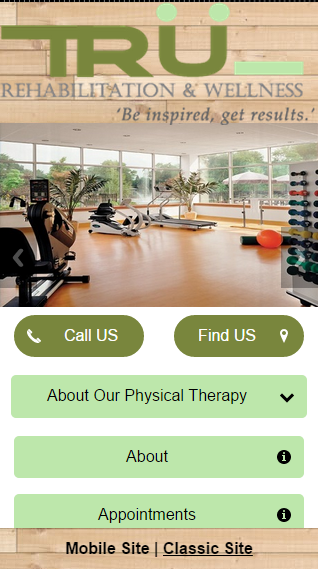 TRÜ
REHABILITATION & WELLNESS
‘Be inspired, get results.’
Call US
Find US
About Our Physical Therapy
About
Appointments
Mobile Site | Classic Site